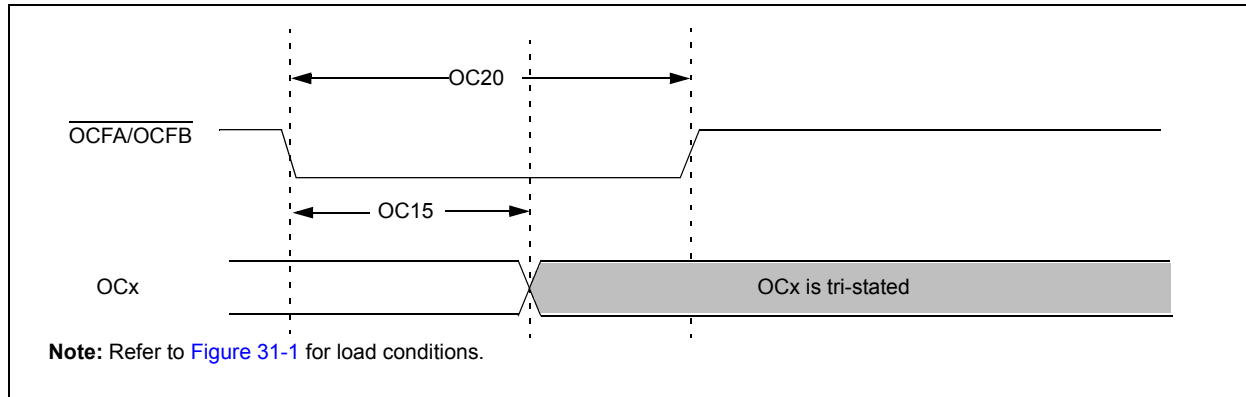 OC20
OCFA/OCFB
OC15
OCx
OCx is tri-stated
Note: Refer to Figure 31-1 for load conditions.